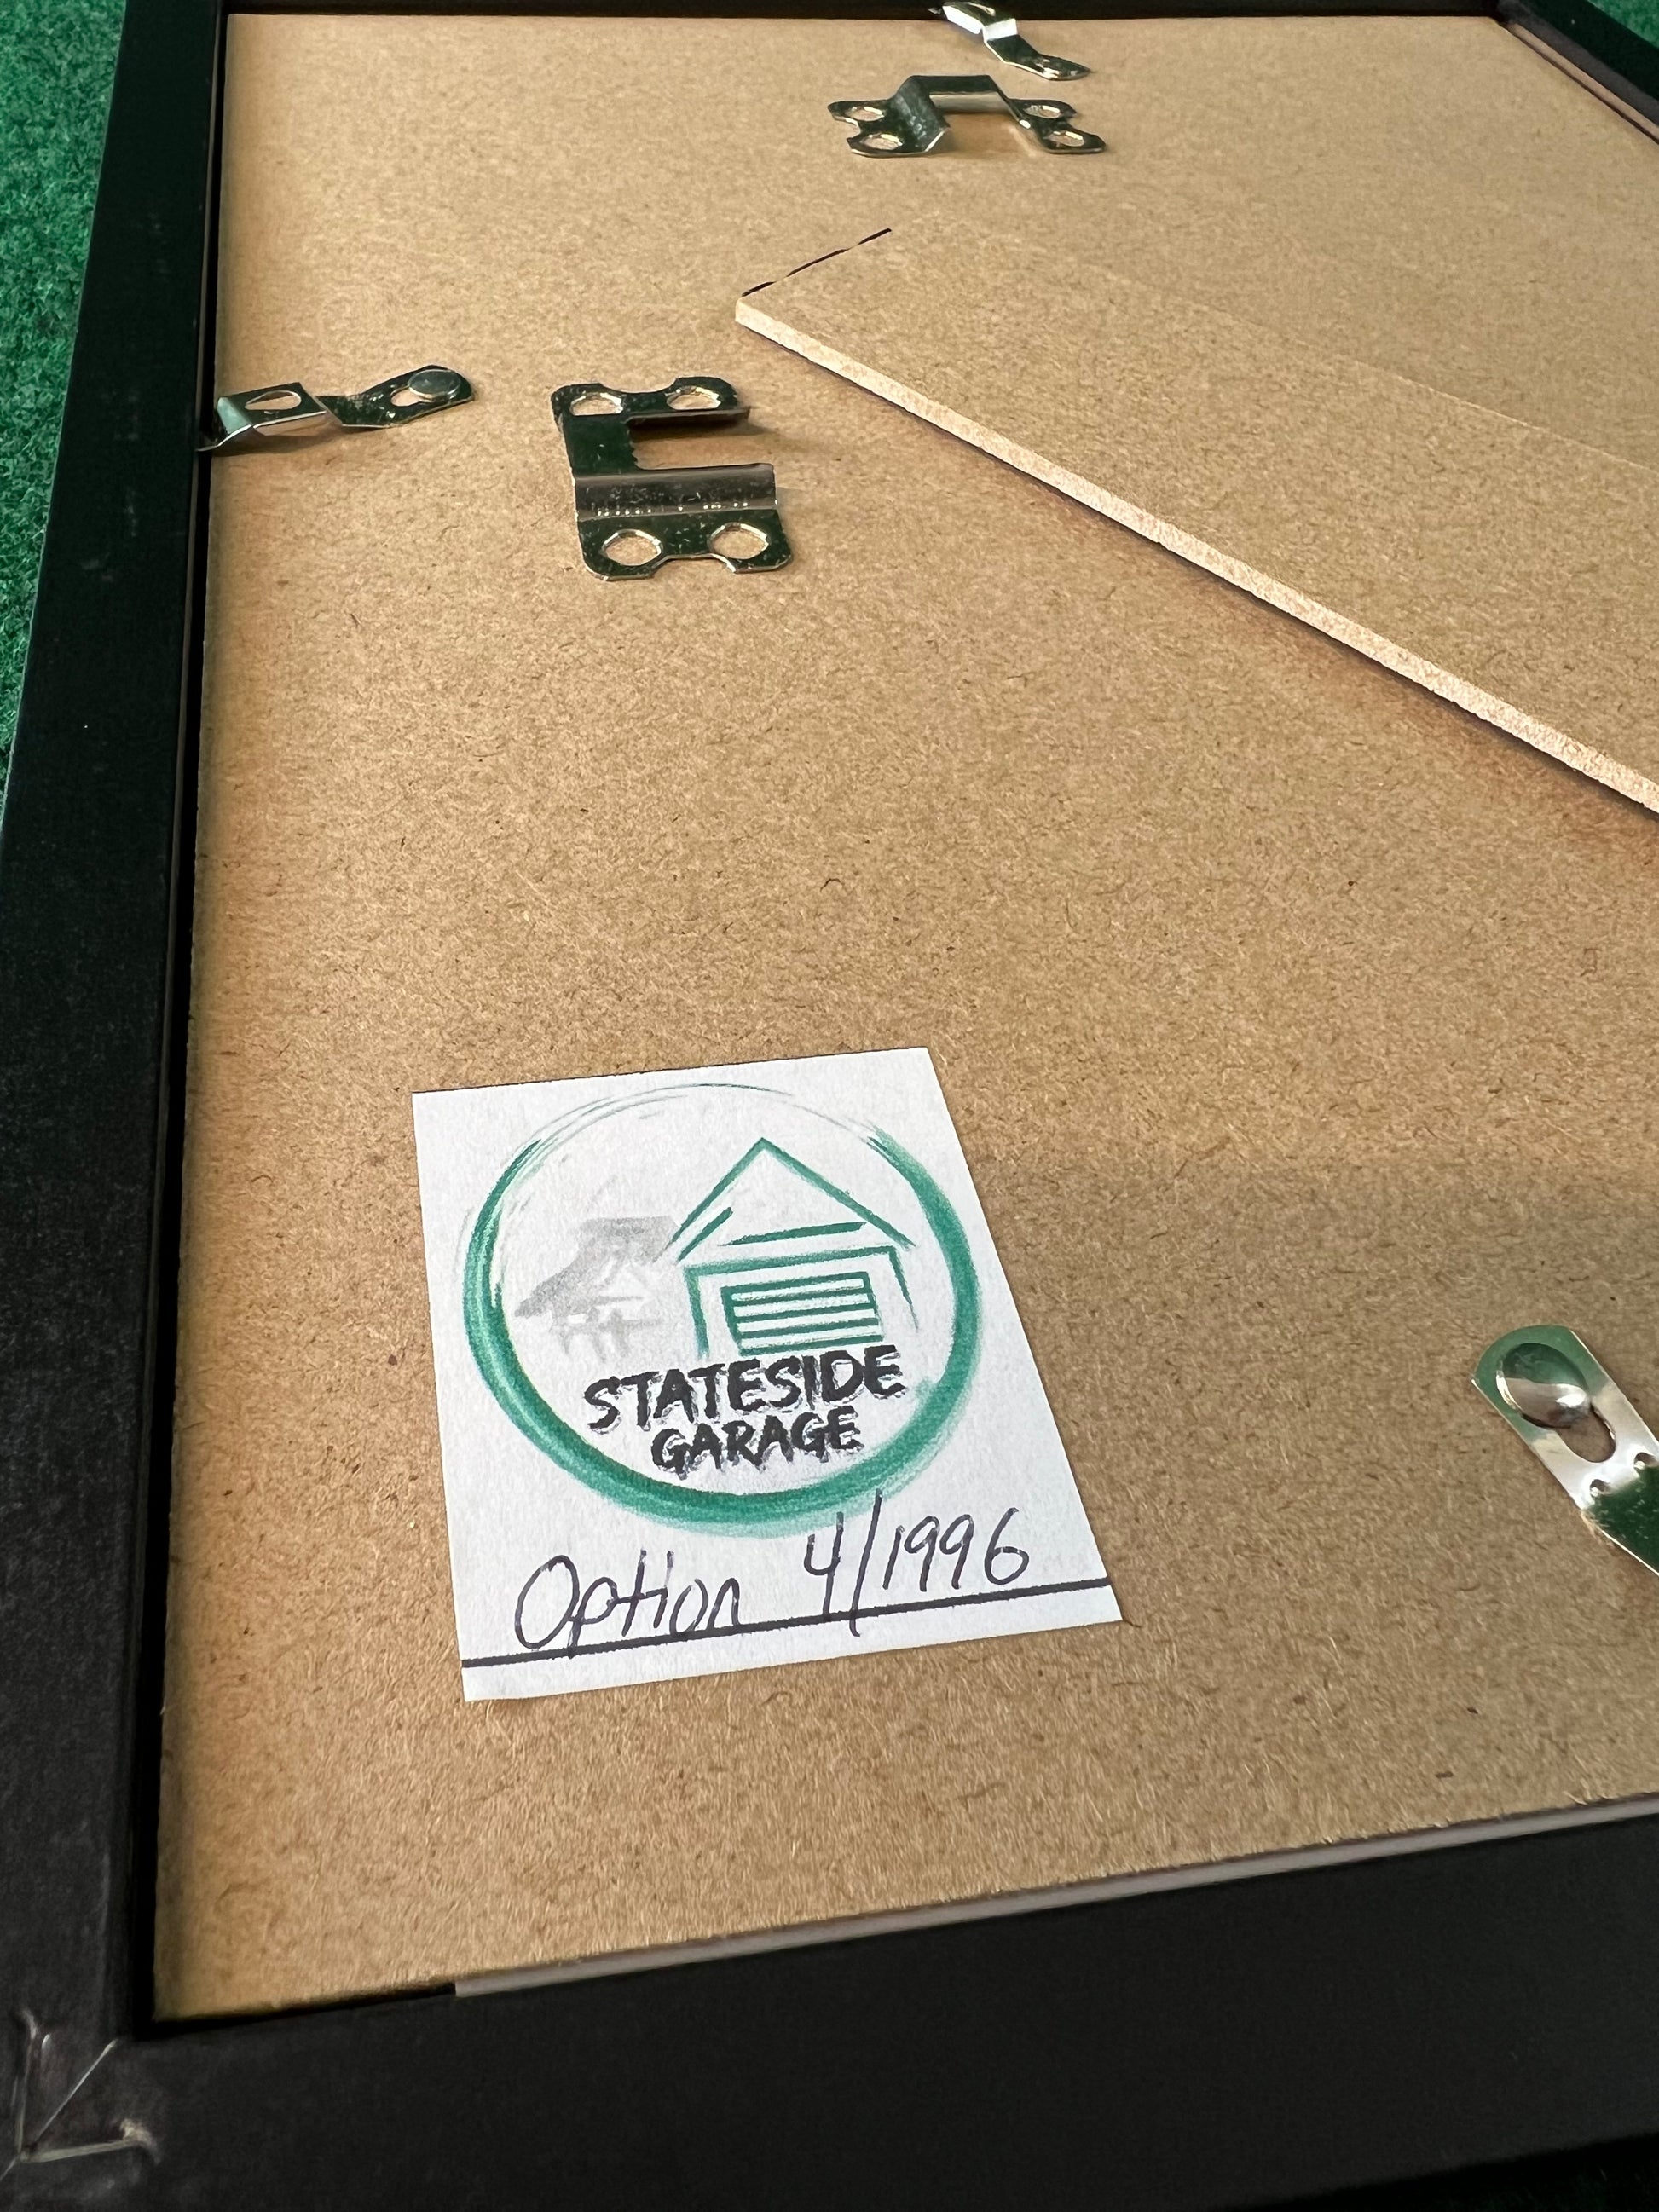 STATESIDE
GARAGE
Option 4/1996